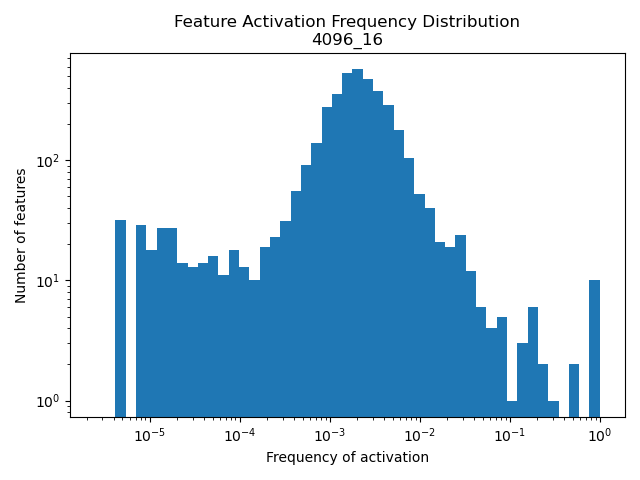 Feature Activation Frequency Distribution
4096_16
Number of features
10²
10¹
10⁰
10⁻⁵ 10⁻⁴ 10⁻³ 10⁻² 10⁻¹ 10⁰
Frequency of activation